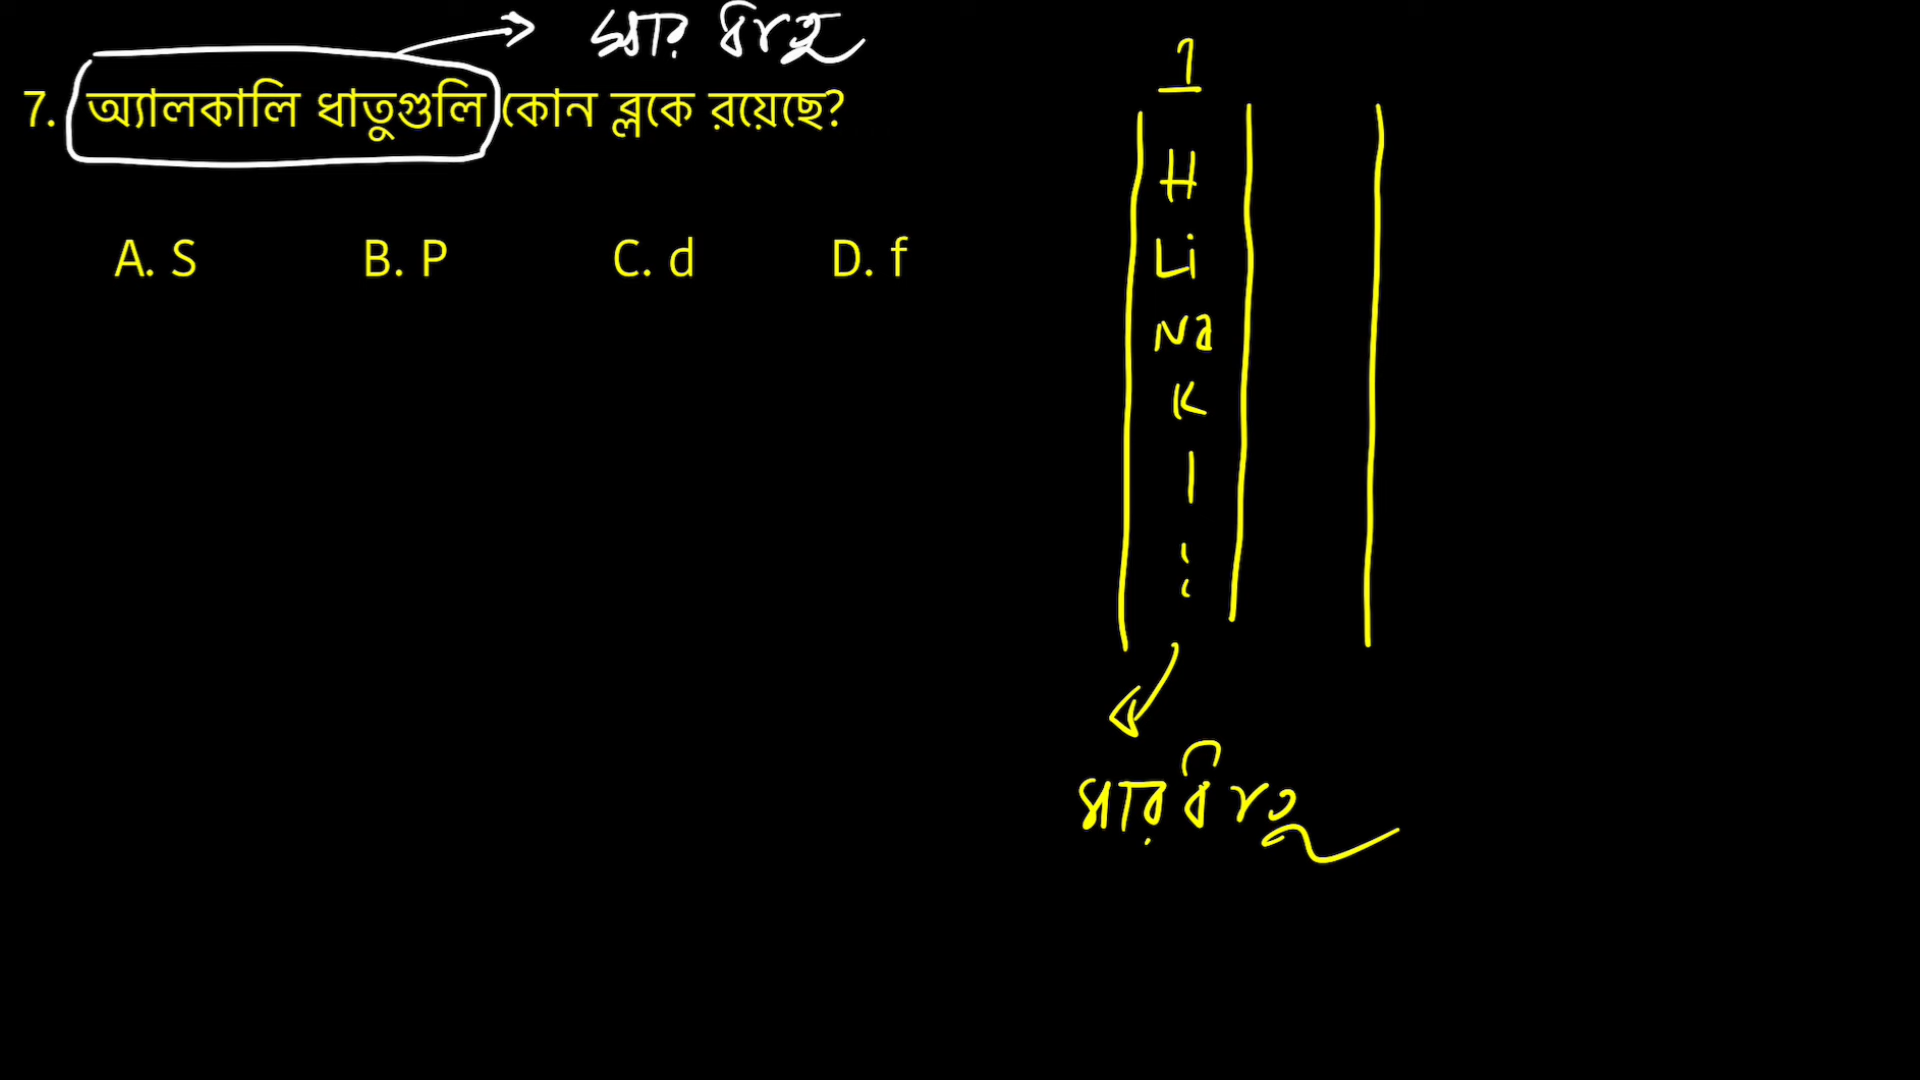 ক্ষার ধাতু
7. অ্যালকালি ধাতুগুলি কোন ব্লকে রয়েছে?
A. S B. P C. d D. f
1
H
Li
Na
K
ক্ষার ধাতু